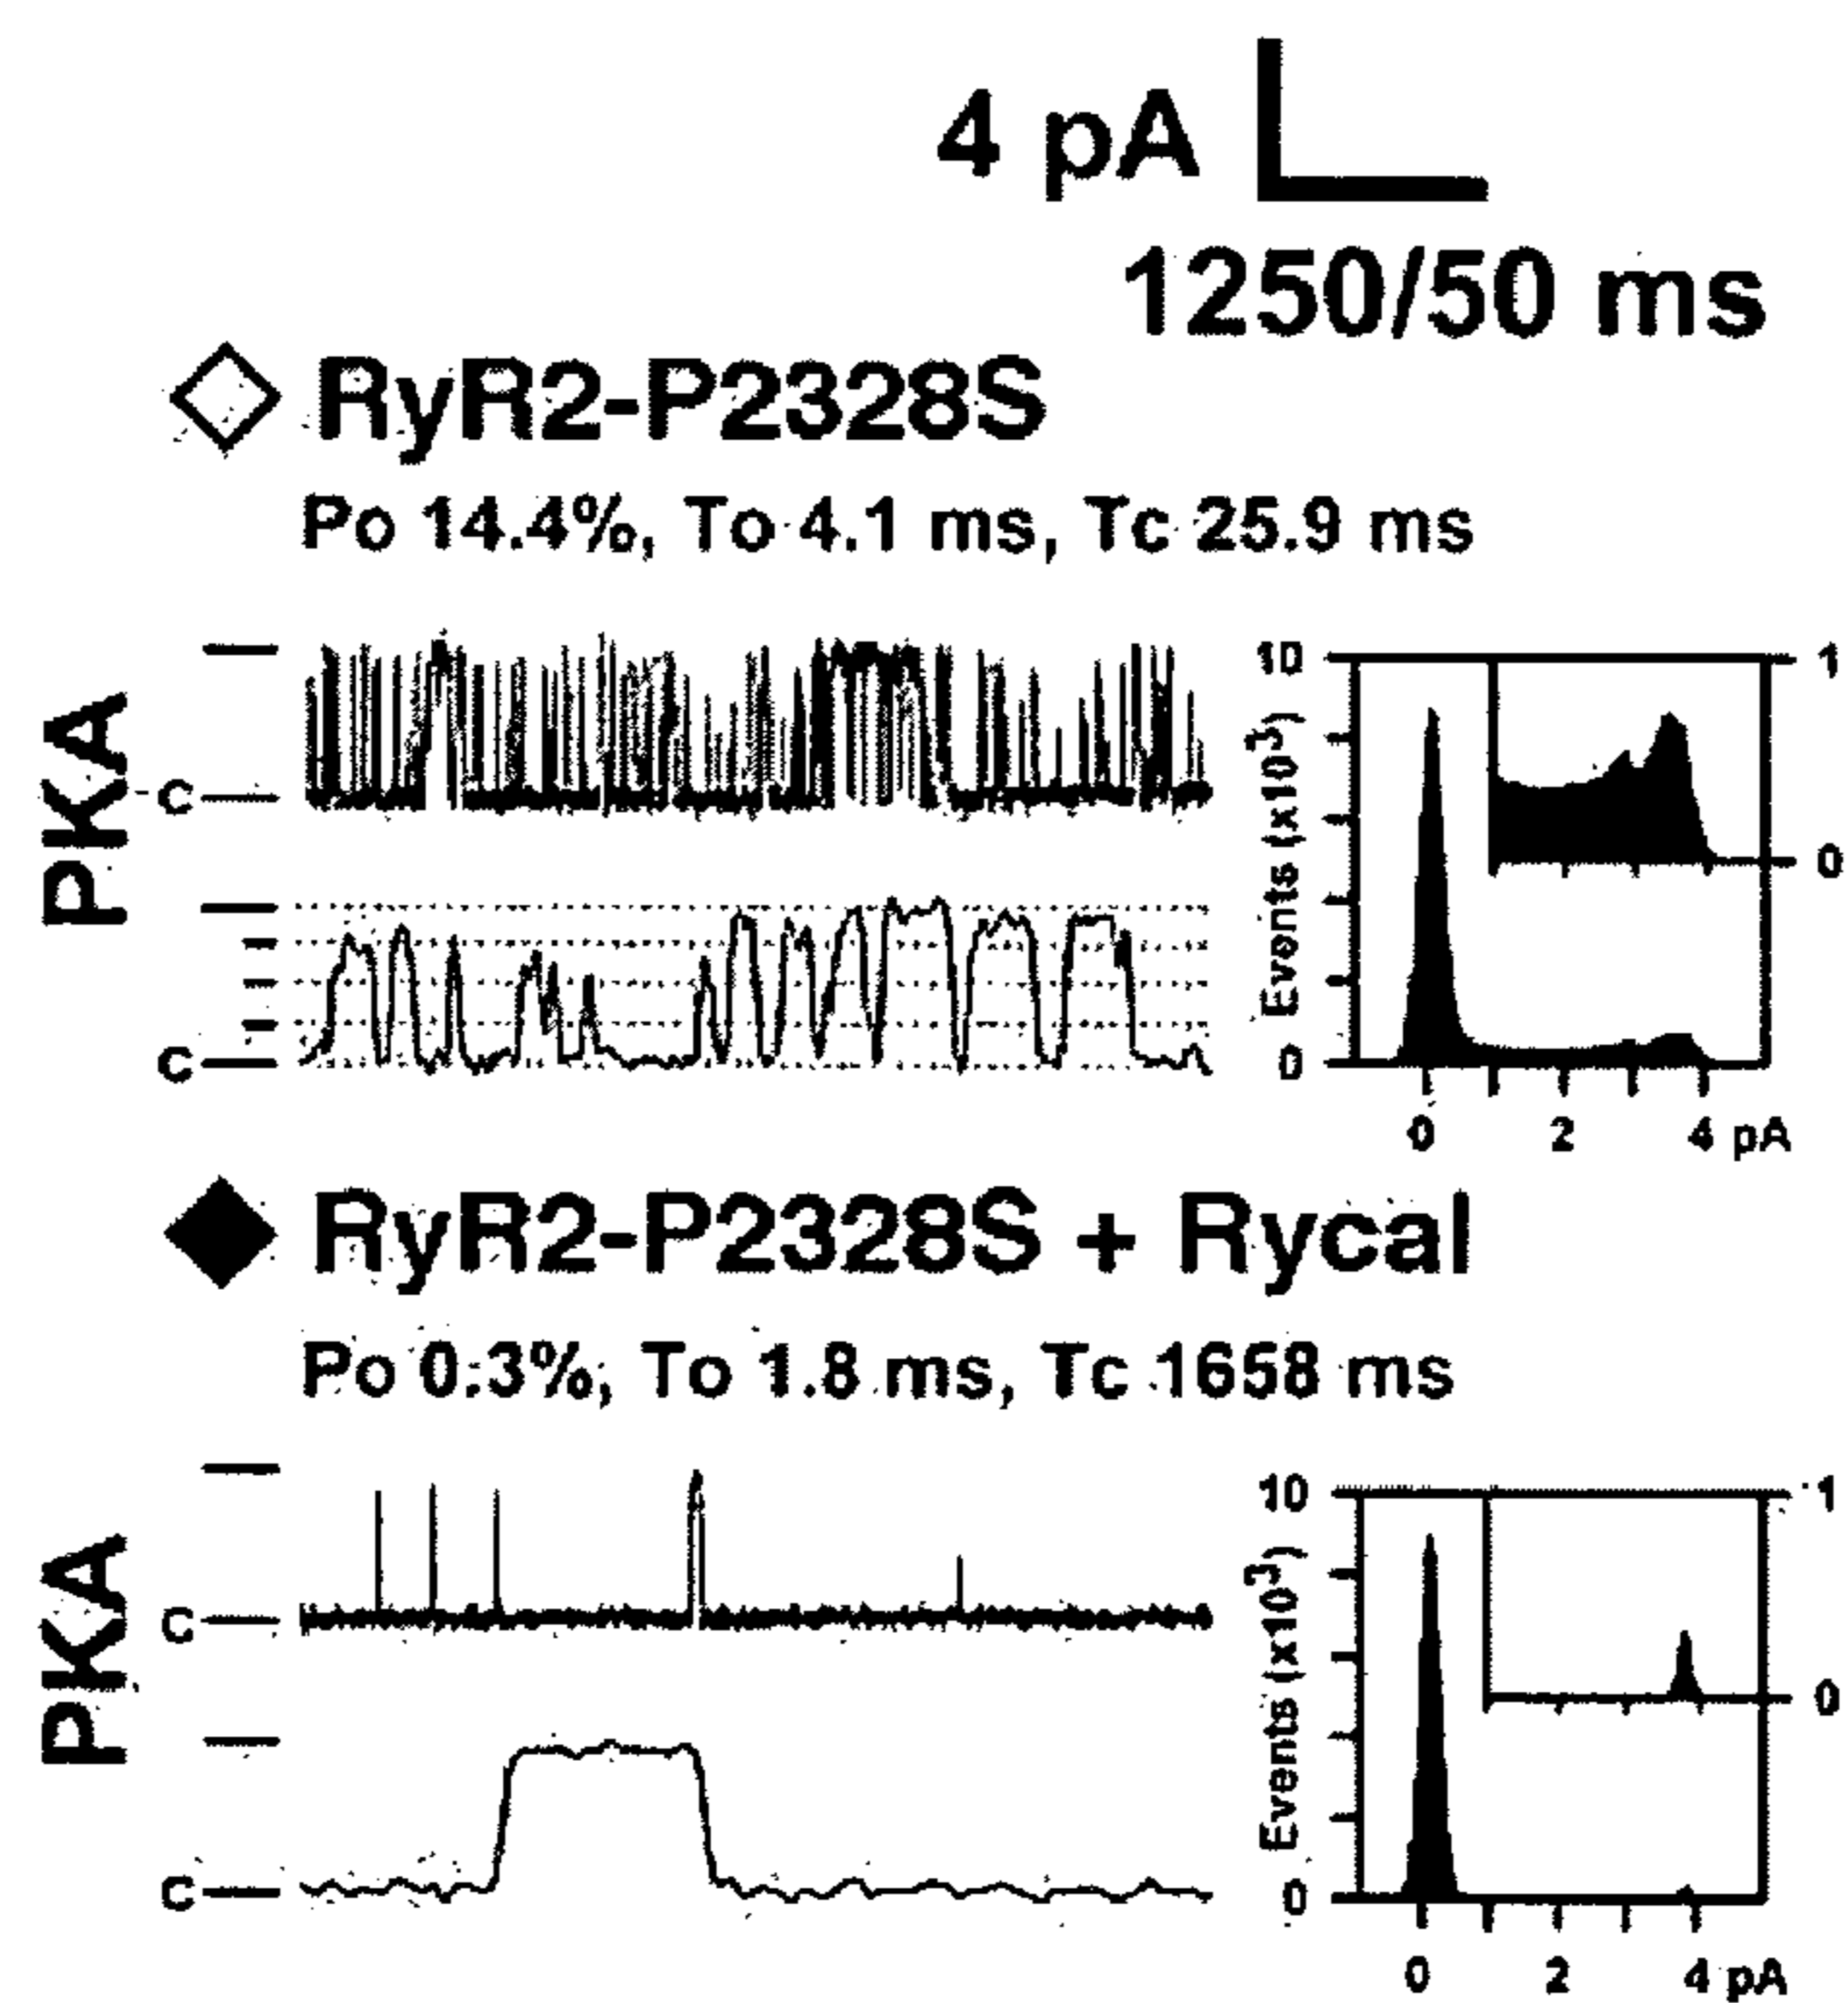 4 pA
1250/50 ms
RyR2-P2328S
Po 14.4%, To 4.1 ms, Tc 25.9 ms
PKA
C
C
10
Events (x10³)
0
1
0
0 2 4 pA
RyR2-P2328S + Rycal
Po 0.3%, To 1.8 ms, Tc 1658 ms
PKA
C
C
10
Events (x10³)
0
1
0
0 2 4 pA